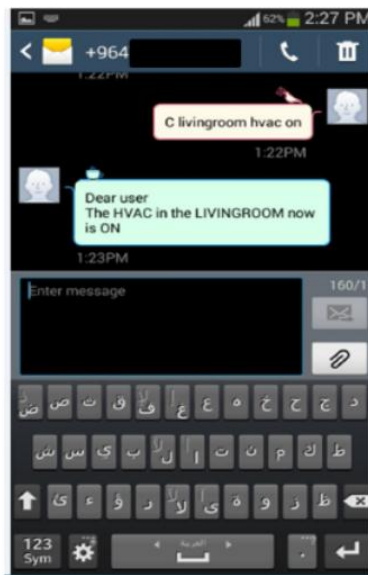 62% 2:27 PM
+964
1:22PM
C livingroom hvac on
1:22PM
Dear user
The HVAC in the LIVINGROOM now
is ON
1:23PM
Enter message
160/1
ض ص ث ق ف غ ع ه خ ح ج د
ش س ي ب ل ا ت ن م ك ط
ئ ء ؤ ر لا ى ة و ز ظ
123
Sym
العربية